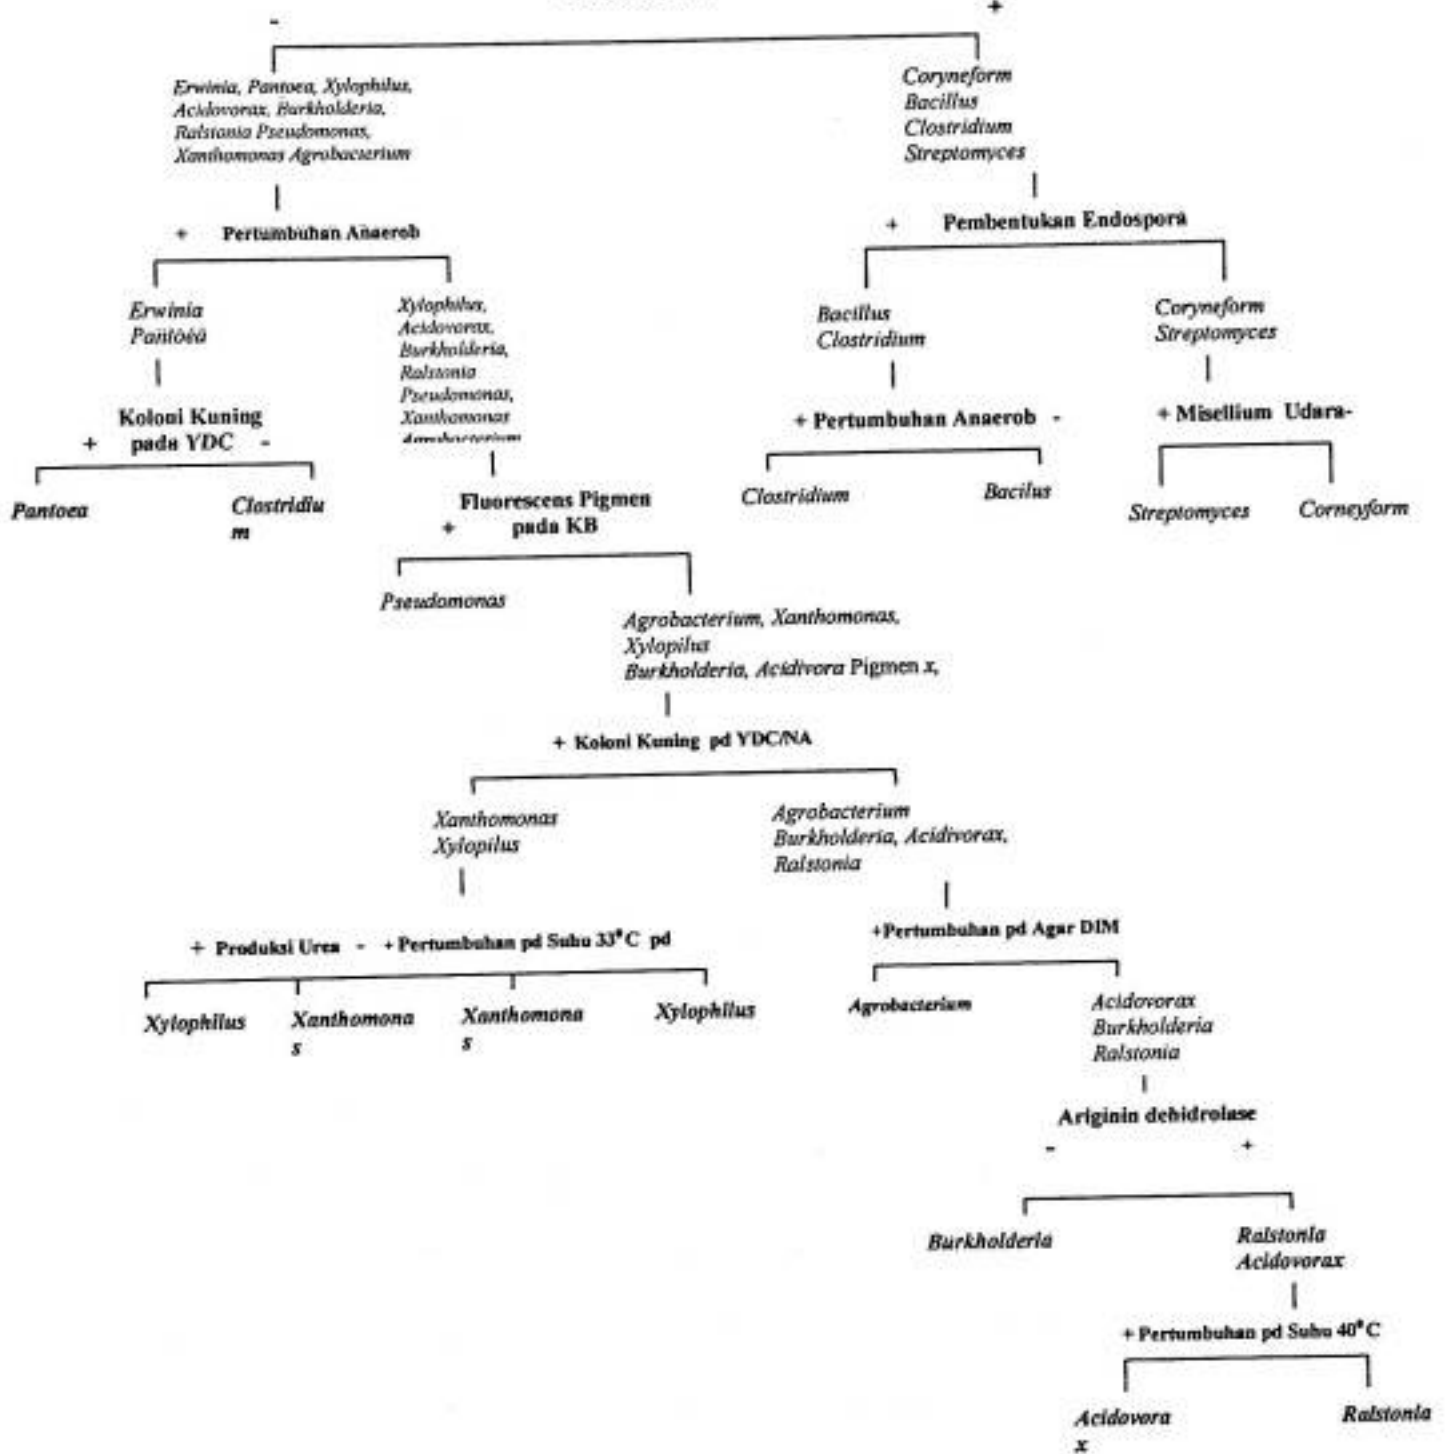 -
+
Erwinia, Pantoea, Xylophilus,
Acidovorax, Burkholderia,
Ralstonia Pseudomonas,
Xanthomonas Agrobacterium
Coryneform
Bacillus
Clostridium
Streptomyces
+ Pertumbuhan Anaerob
+ Pembentukan Endospora
Erwinia
Pantoea
Xylophilus,
Acidovorax,
Burkholderia,
Ralstonia
Pseudomonas,
Xanthomonas
Agrobacterium
Bacillus
Clostridium
Coryneform
Streptomyces
Koloni Kuning
+ pada YDC -
+ Pertumbuhan Anaerob -
+ Misellium Udara-
Pantoea
Clostridiu
m
Fluorescens Pigmen
+ pada KB
Clostridium
Bacilus
Streptomyces
Corneyform
Pseudomonas
Agrobacterium, Xanthomonas,
Xylopilus
Burkholderia, Acidivora Pigmen x,
+ Koloni Kuning pd YDC/NA
Xanthomonas
Xylopilus
Agrobacterium
Burkholderia, Acidivorax,
Ralstonia
+ Produksi Urea - +Pertumbuhan pd Suhu 33°C pd
+Pertumbuhan pd Agar DIM
Xylophilus
Xanthomona
s
Xanthomona
s
Xylophilus
Agrobacterium
Acidovorax
Burkholderia
Ralstonia
Ariginin dehidrolase
- +
Burkholderia
Ralstonia
Acidovorax
+ Pertumbuhan pd Suhu 40°C
Acidovora
x
Ralstonia